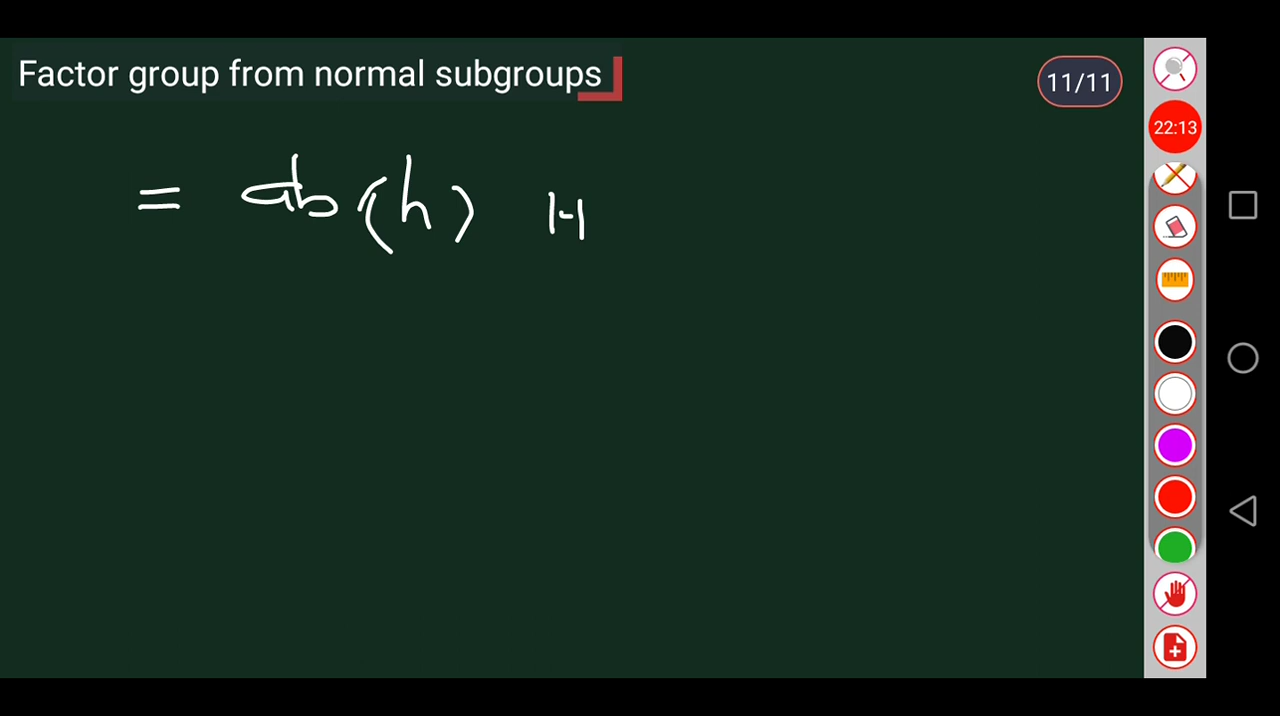 Factor group from normal subgroups
11/11
22:13
= ab(h) H